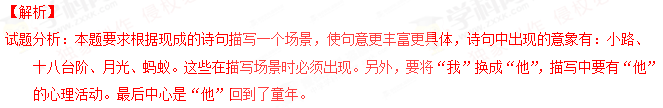 【解析】
试题分析：本题要求根据现成的诗句描写一个场景，使句意更丰富更具体，诗句中出现的意象有：小路、
十八台阶、月光、蚂蚁。这些在描写场景时必须出现。另外，要将“我”换成“他”，描写中要有“他”
的心理活动。最后中心是“他”回到了童年。